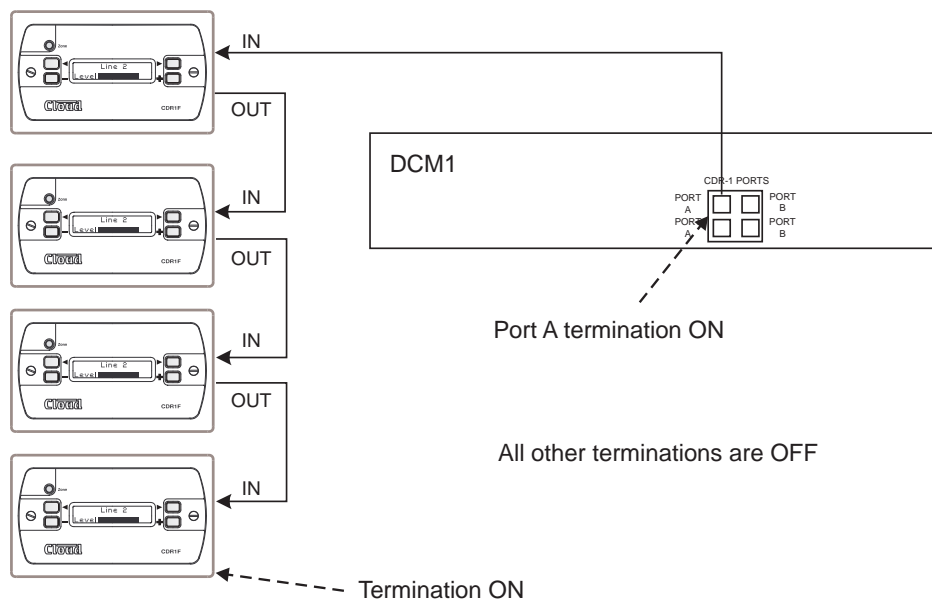 IN
Zone
Line 2
Level
Cloud
CDR1F
OUT
DCM1
CDR-1 PORTS
PORT A
PORT B
PORT A
PORT B
IN
Zone
Line 2
Level
Cloud
CDR1F
OUT
Port A termination ON
IN
Zone
Line 2
Level
Cloud
CDR1F
OUT
All other terminations are OFF
IN
Zone
Line 2
Level
Cloud
CDR1F
Termination ON